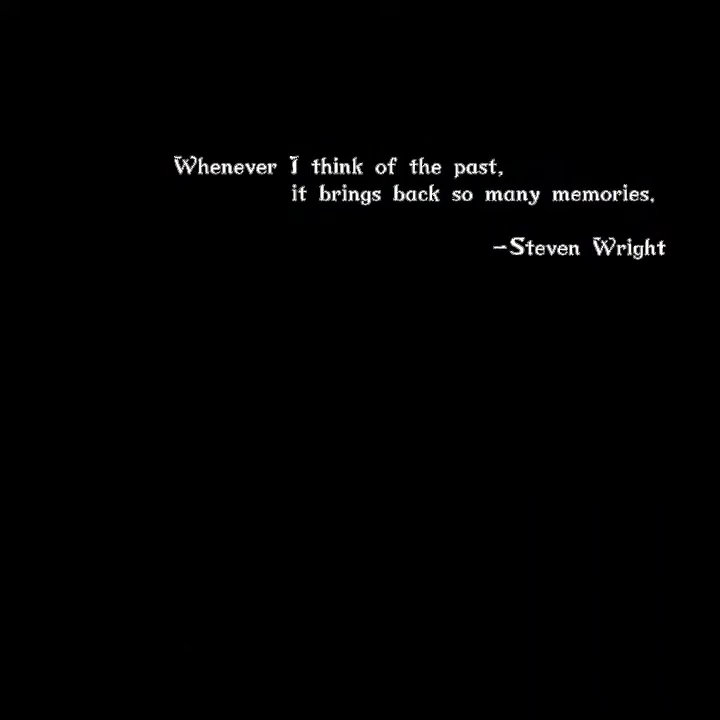 Whenever I think of the past,
it brings back so many memories.
-Steven Wright